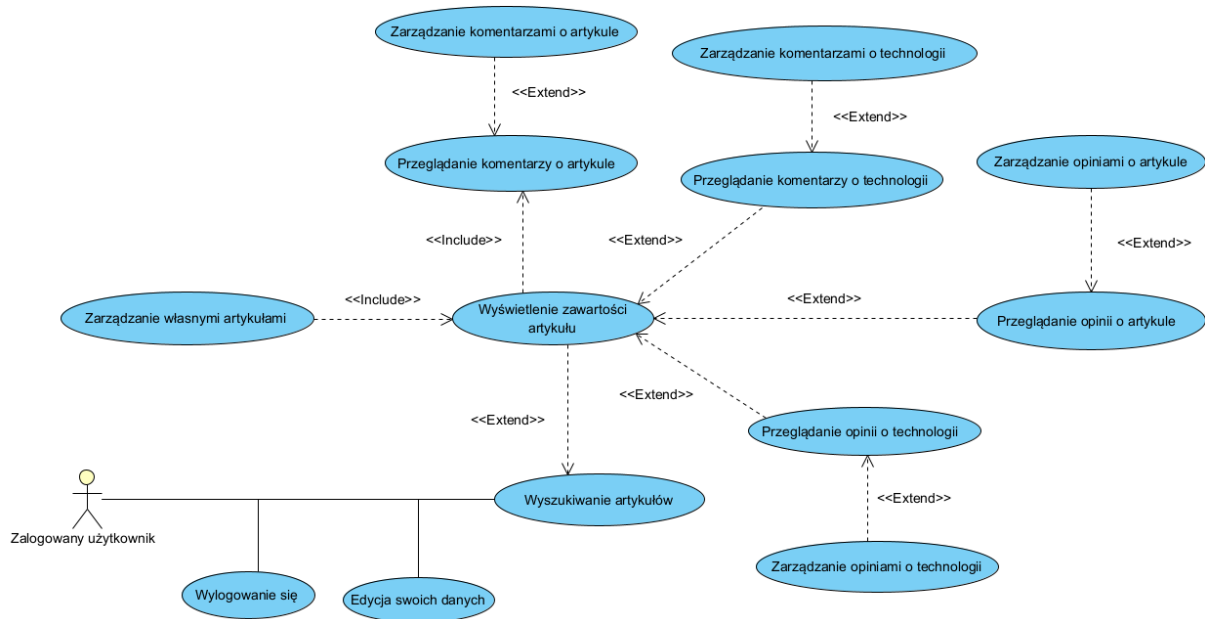 Zarządzanie komentarzami o artykule
Zarządzanie komentarzami o technologii
<<Extend>>
<<Extend>>
Przeglądanie komentarzy o artykule
Przeglądanie komentarzy o technologii
Zarządzanie opiniami o artykule
<<Include>>
<<Extend>>
<<Extend>>
Zarządzanie własnymi artykułami
<<Include>>
Wyświetlenie zawartości
artykułu
<<Extend>>
Przeglądanie opinii o artykule
<<Extend>>
<<Extend>>
Przeglądanie opinii o technologii
Wyszukiwanie artykułów
<<Extend>>
Zalogowany użytkownik
Zarządzanie opiniami o technologii
Wylogowanie się
Edycja swoich danych